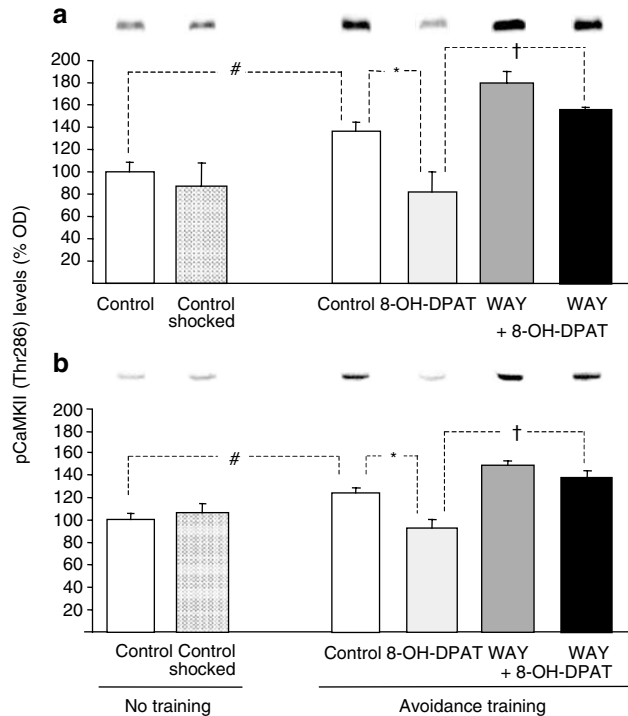 a
pCaMKII (Thr286) levels (% OD)
200
180
160
140
120
100
80
60
40
20
#
*
†
Control
Control
shocked
Control 8-OH-DPAT WAY WAY
+ 8-OH-DPAT
b
200
180
160
140
120
100
80
60
40
20
#
*
†
Control Control
shocked
Control 8-OH-DPAT WAY WAY
+ 8-OH-DPAT
No training
Avoidance training